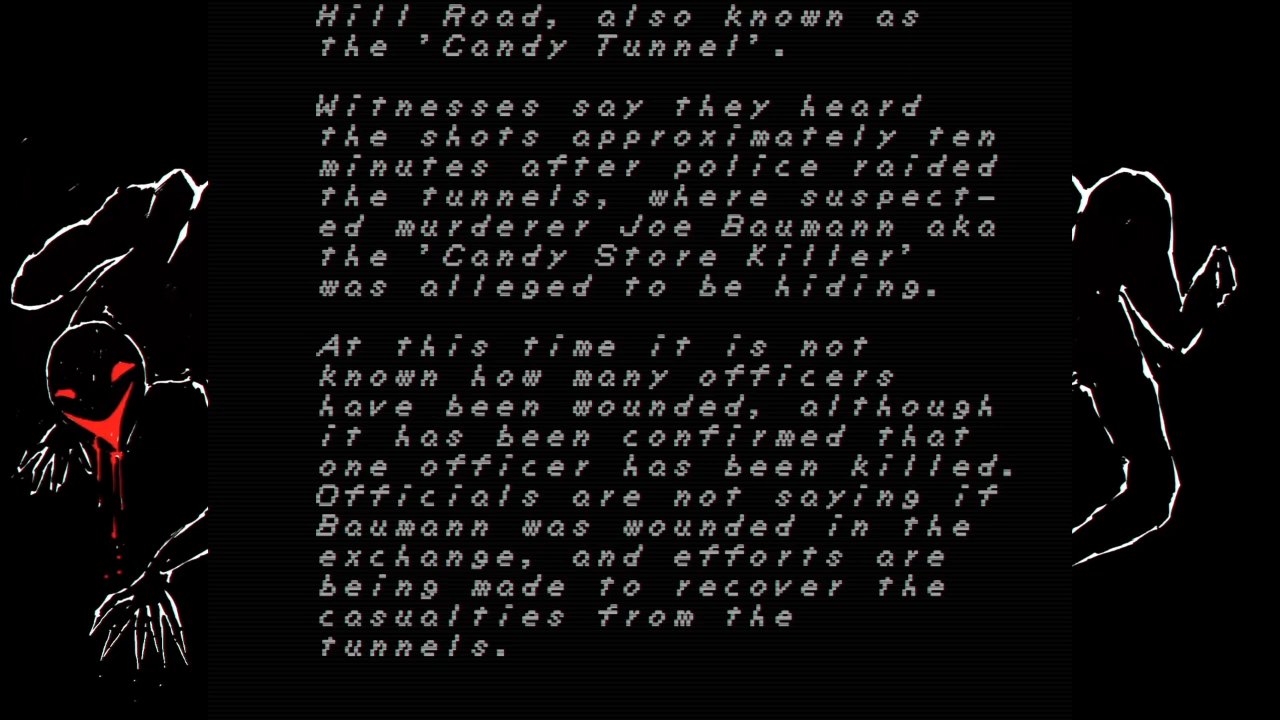 Hill Road, also known as
the 'Candy Tunnel'.
Witnesses say they heard
the shots approximately ten
minutes after police raided
the tunnels, where suspect-
ed murderer Joe Baumann aka
the 'Candy Store Killer'
was alleged to be hiding.
At this time it is not
known how many officers
have been wounded, although
it has been confirmed that
one officer has been killed.
Officials are not saying if
Baumann was wounded in the
exchange, and efforts are
being made to recover the
casualties from the
tunnels.